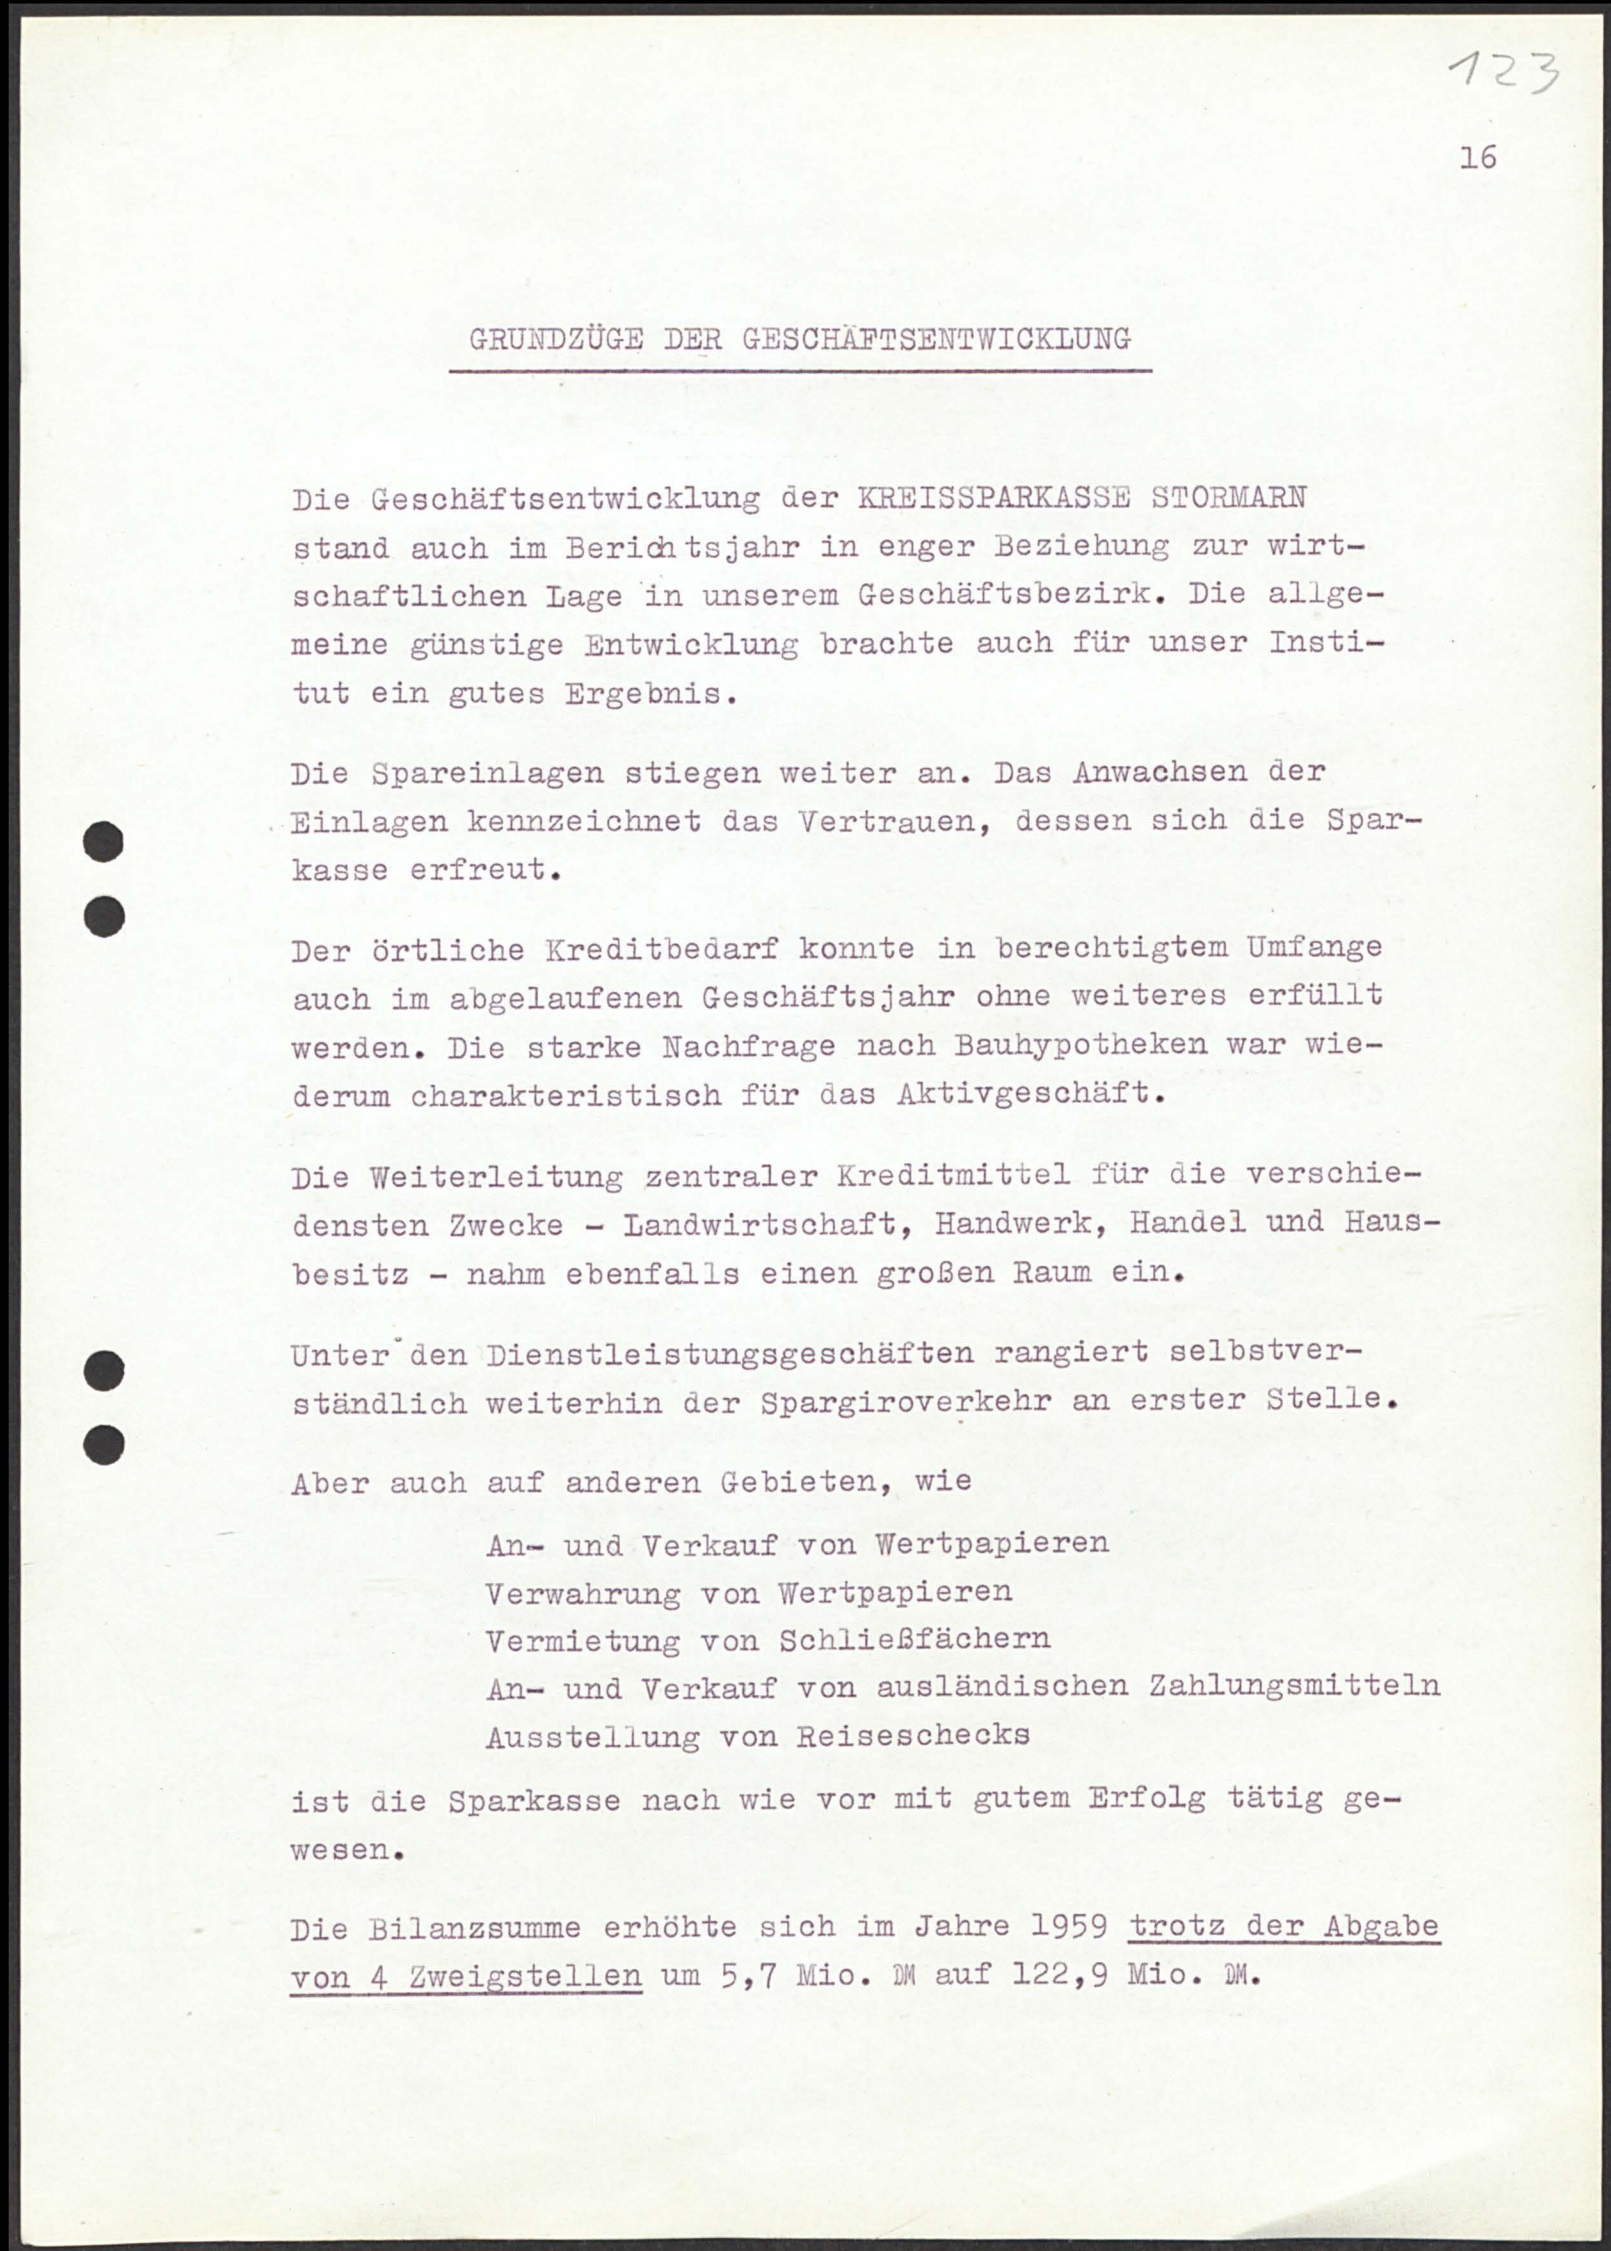 123
16
GRUNDZÜGE DER GESCHÄFTSENTWICKLUNG
Die Geschäftsentwicklung der KREISSPARKASSE STORMARN
stand auch im Berichtsjahr in enger Beziehung zur wirt-
schaftlichen Lage in unserem Geschäftsbezirk. Die allge-
meine günstige Entwicklung brachte auch für unser Insti-
tut ein gutes Ergebnis.
Die Spareinlagen stiegen weiter an. Das Anwachsen der
Einlagen kennzeichnet das Vertrauen, dessen sich die Spar-
kasse erfreut.
Der örtliche Kreditbedarf konnte in berechtigtem Umfange
auch im abgelaufenen Geschäftsjahr ohne weiteres erfüllt
werden. Die starke Nachfrage nach Bauhypotheken war wie-
derum charakteristisch für das Aktivgeschäft.
Die Weiterleitung zentraler Kreditmittel für die verschie-
densten Zwecke - Landwirtschaft, Handwerk, Handel und Haus-
besitz - nahm ebenfalls einen großen Raum ein.
Unter den Dienstleistungsgeschäften rangiert selbstver-
ständlich weiterhin der Spargiroverkehr an erster Stelle.
Aber auch auf anderen Gebieten, wie
An- und Verkauf von Wertpapieren
Verwahrung von Wertpapieren
Vermietung von Schließfächern
An- und Verkauf von ausländischen Zahlungsmitteln
Ausstellung von Reiseschecks
ist die Sparkasse nach wie vor mit gutem Erfolg tätig ge-
wesen.
Die Bilanzsumme erhöhte sich im Jahre 1959 trotz der Abgabe
von 4 Zweigstellen um 5,7 Mio. DM auf 122,9 Mio. DM.